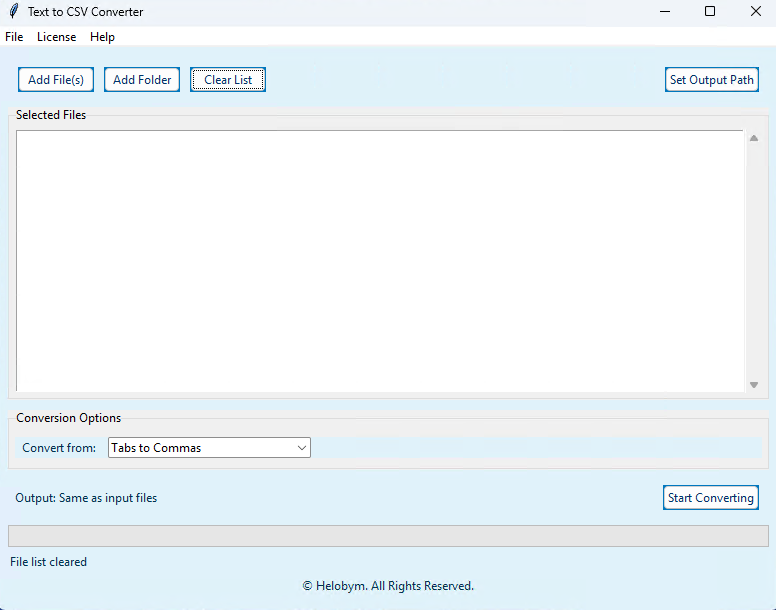 Text to CSV Converter
File License Help
Add File(s) Add Folder Clear List Set Output Path
Selected Files
Conversion Options
Convert from: Tabs to Commas
Output: Same as input files Start Converting
File list cleared
© Helobym. All Rights Reserved.